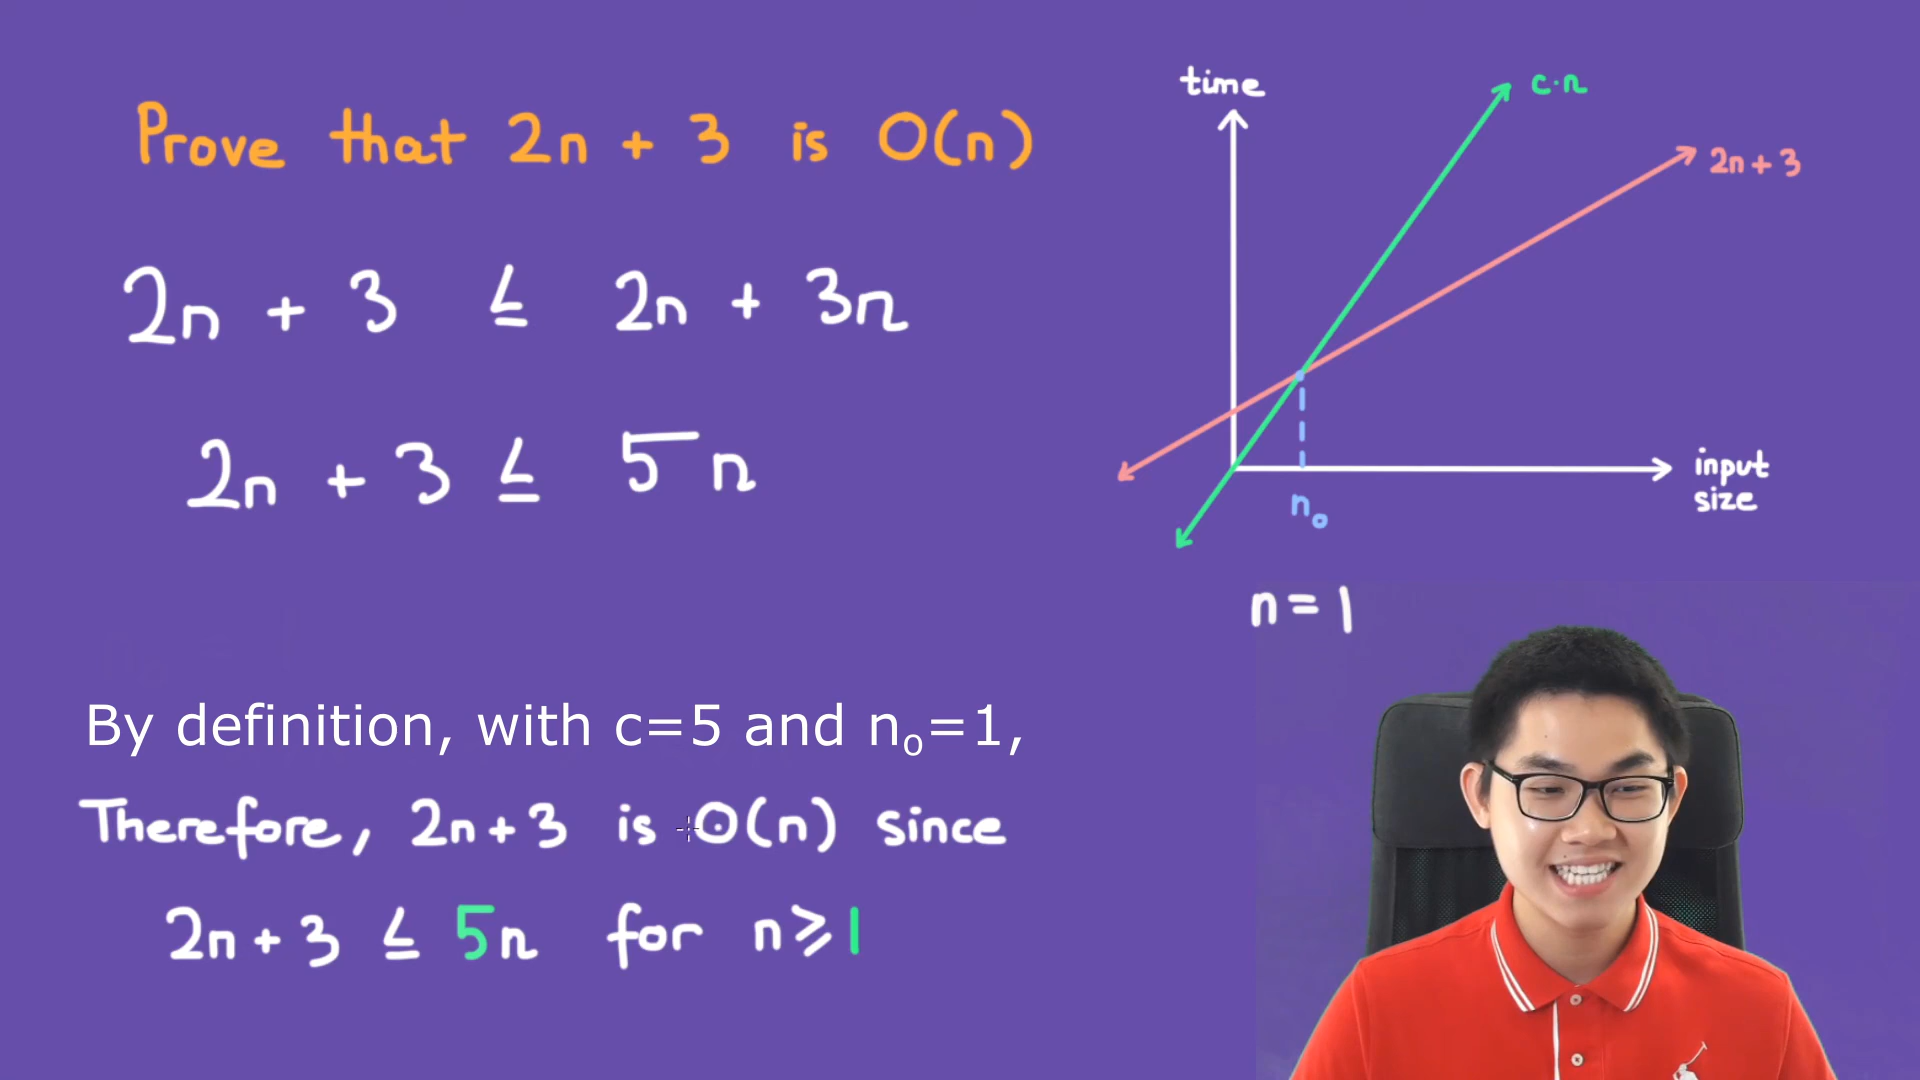 Prove that 2n + 3 is O(n)
2n + 3 ≤ 2n + 3n
2n + 3 ≤ 5n
By definition, with c=5 and n₀=1,
Therefore, 2n+3 is O(n) since
2n+3 ≤ 5n for n≥1
time
c·n
2n+3
input
size
n₀
n=1